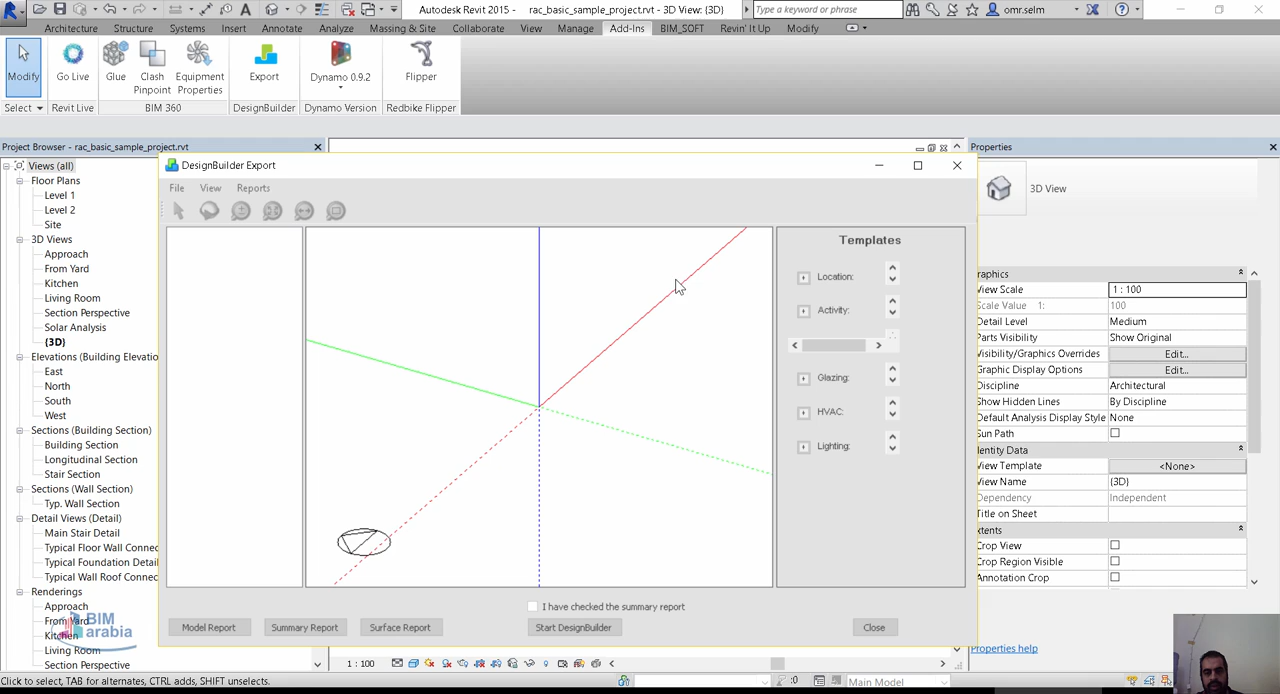 Autodesk Revit 2015 - rac_basic_sample_project.rvt - 3D View: {3D}
Type a keyword or phrase
omr.selm
Architecture Structure Systems Insert Annotate Analyze Massing & Site Collaborate View Manage Add-Ins BIM_SOFT Revin' It Up Modify
Modify Go Live Glue Clash Pinpoint Equipment Properties Export Dynamo 0.9.2 Flipper
Select Revit Live BIM 360 DesignBuilder Dynamo Version Redbike Flipper
Project Browser - rac_basic_sample_project.rvt
Views (all)
Floor Plans
Level 1
Level 2
Site
3D Views
Approach
From Yard
Kitchen
Living Room
Section Perspective
Solar Analysis
{3D}
Elevations (Building Elevatio
East
North
South
West
Sections (Building Section)
Building Section
Longitudinal Section
Stair Section
Sections (Wall Section)
Typ. Wall Section
Detail Views (Detail)
Main Stair Detail
Typical Floor Wall Connec
Typical Foundation Detail
Typical Wall Roof Connec
Renderings
Approach
From Yard
Kitchen
Living Room
Section Perspective
BIM
arabia
DesignBuilder Export
File View Reports
Templates
Location:
Activity:
Glazing:
HVAC:
Lighting:
I have checked the summary report
Model Report Summary Report Surface Report Start DesignBuilder Close
Properties
3D View
Graphics
View Scale 1 : 100
Scale Value 1: 100
Detail Level Medium
Parts Visibility Show Original
Visibility/Graphics Overrides Edit...
Graphic Display Options Edit...
Discipline Architectural
Show Hidden Lines By Discipline
Default Analysis Display Style None
Sun Path
Identity Data
View Template <None>
View Name {3D}
Dependency Independent
Title on Sheet
xtents
Crop View
Crop Region Visible
Annotation Crop
Properties help
1 : 100
Click to select, TAB for alternates, CTRL adds, SHIFT unselects.
:0
Main Model